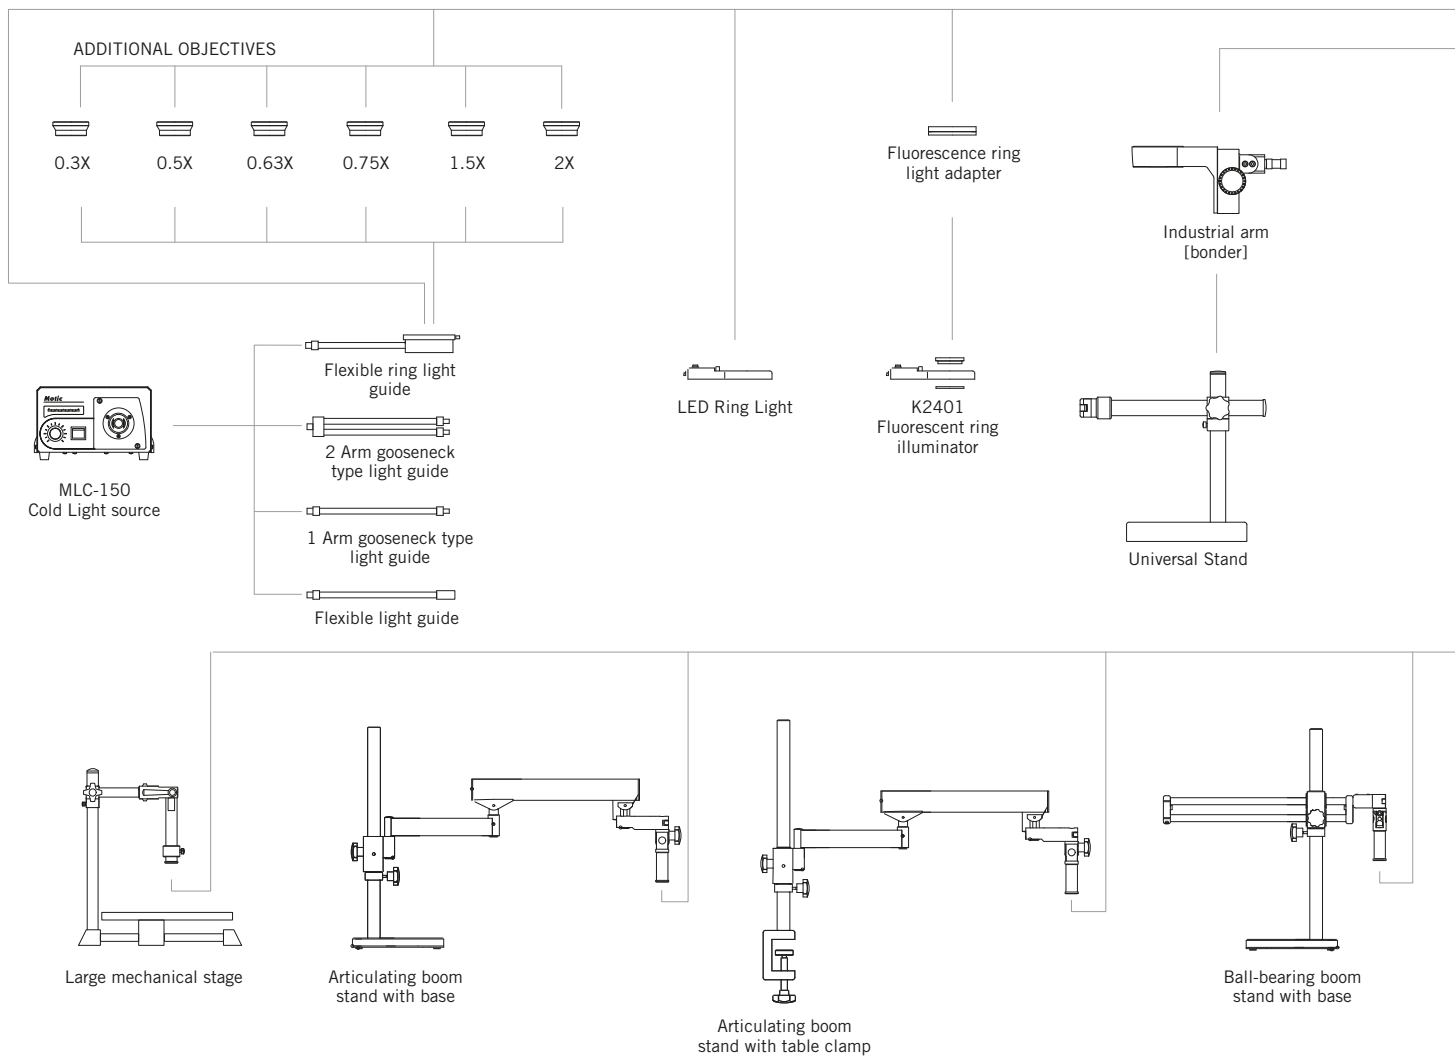 ADDITIONAL OBJECTIVES
0.3X
0.5X
0.63X
0.75X
1.5X
2X
Fluorescence ring
light adapter
Industrial arm
[bonder]
Flexible ring light
guide
LED Ring Light
K2401
Fluorescent ring
illuminator
Motic
2 Arm gooseneck
type light guide
MLC-150
Cold Light source
1 Arm gooseneck type
light guide
Universal Stand
Flexible light guide
Large mechanical stage
Articulating boom
stand with base
Articulating boom
stand with table clamp
Ball-bearing boom
stand with base